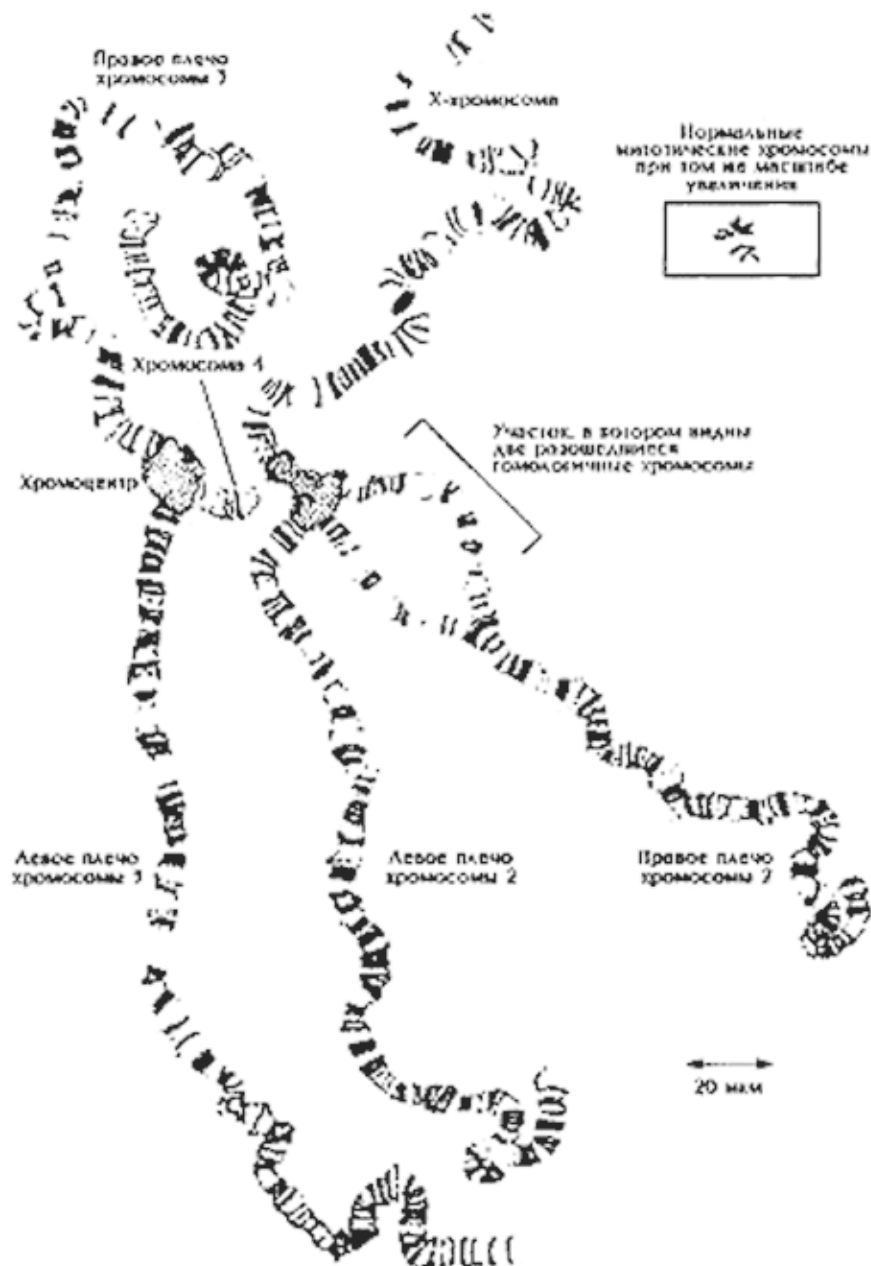 Правое плечо
хромосомы 3
X-хромосома
Нормальные
митотические хромосомы
при том же масштабе
увеличения
Хромосома 4
Участок, в котором видны
две разошедшиеся
гомологичные хромосомы
Хромоцентр
Левое плечо
хромосомы 3
Левое плечо
хромосомы 2
Правое плечо
хромосомы 2
20 мкм